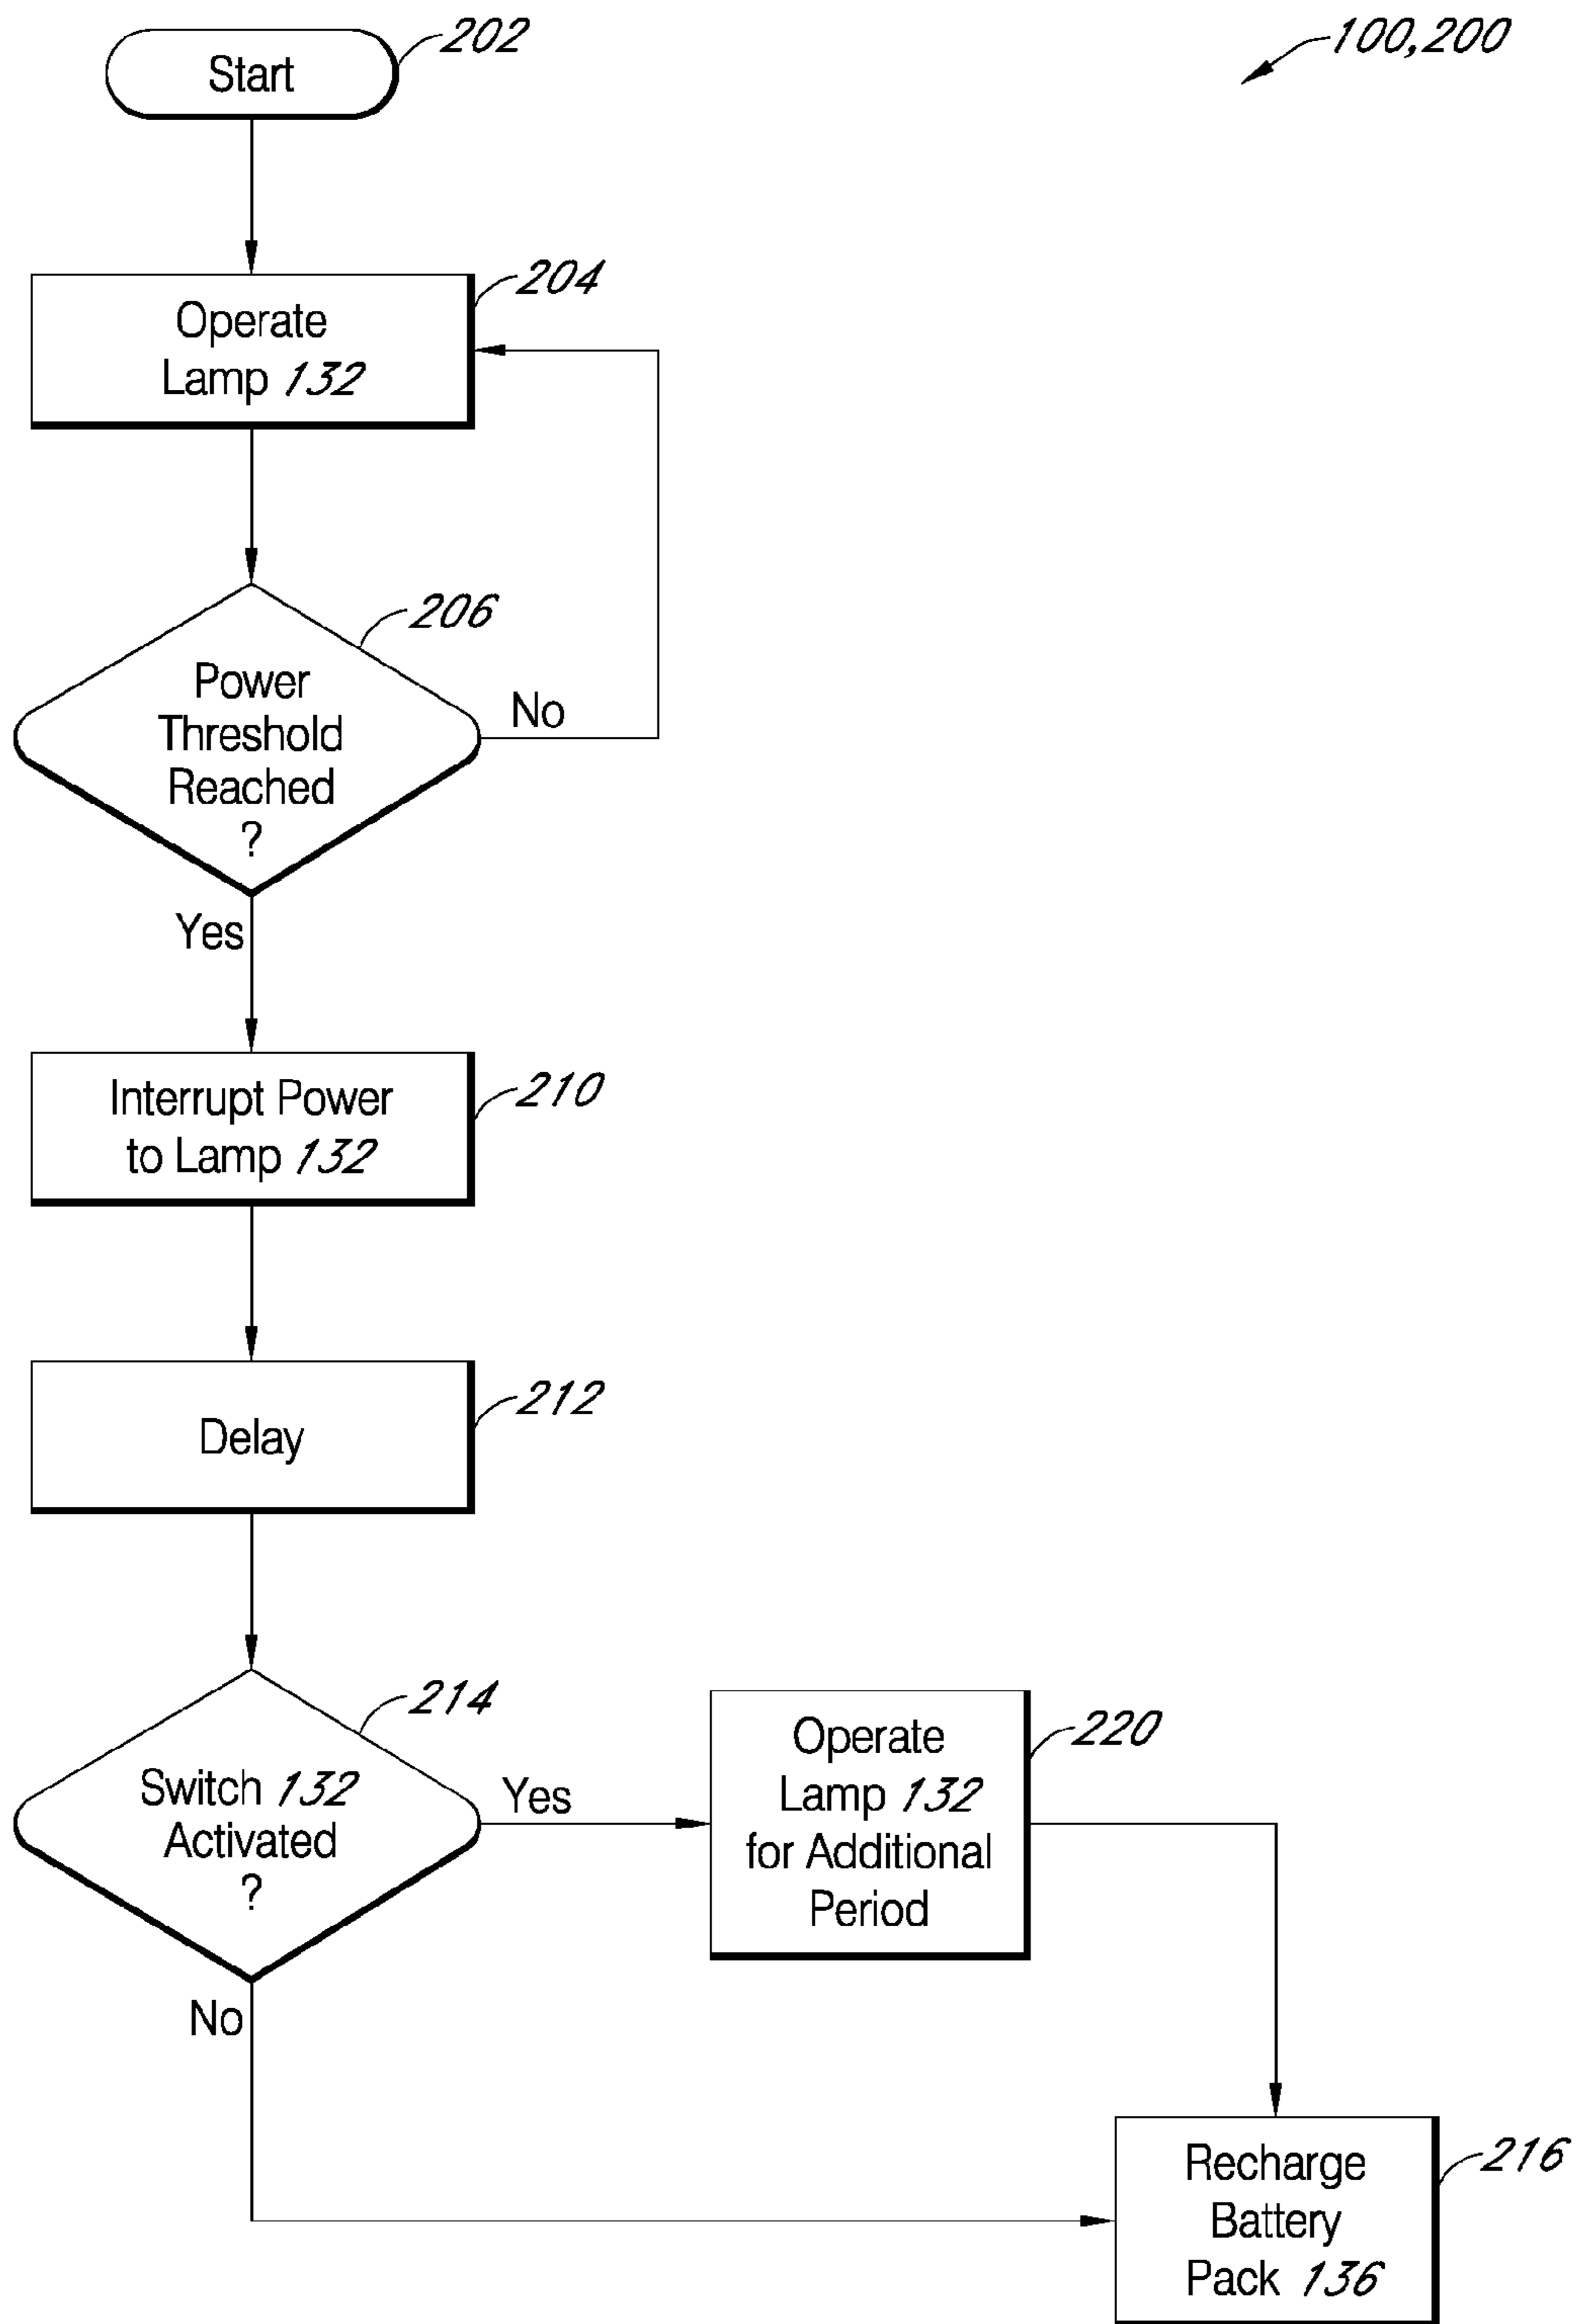 202
100,200
Start
204
Operate
Lamp 132
206
Power
Threshold
Reached
?
No
Yes
210
Interrupt Power
to Lamp 132
212
Delay
214
Switch 132
Activated
?
Yes
220
Operate
Lamp 132
for Additional
Period
No
216
Recharge
Battery
Pack 136